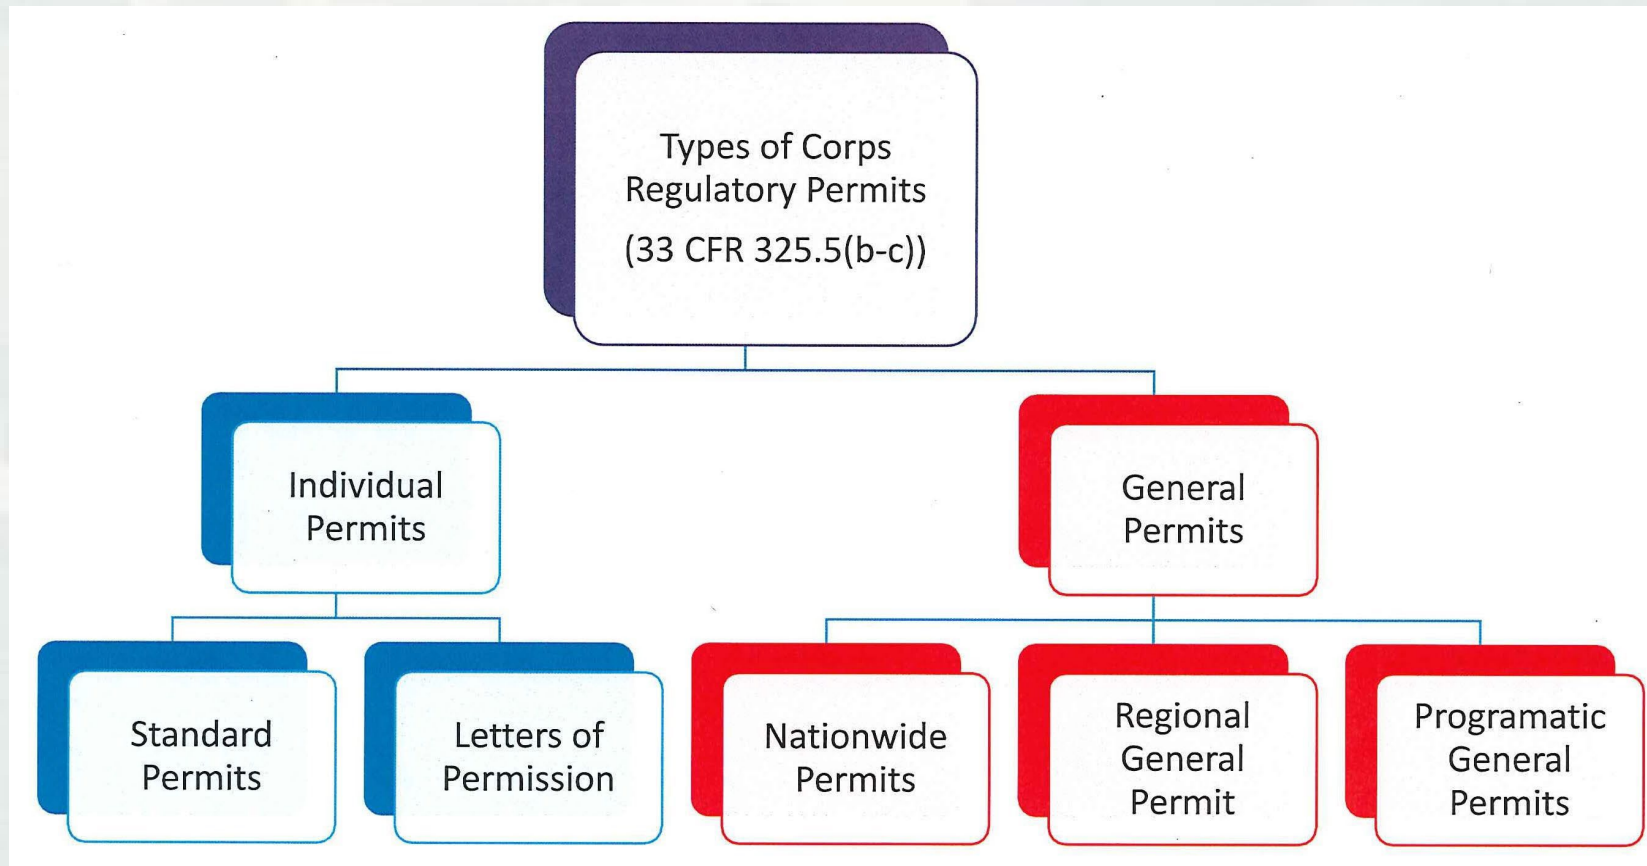 Types of Corps
Regulatory Permits
(33 CFR 325.5(b-c))
Individual
Permits
General
Permits
Standard
Permits
Letters of
Permission
Nationwide
Permits
Regional
General
Permit
Programatic
General
Permits